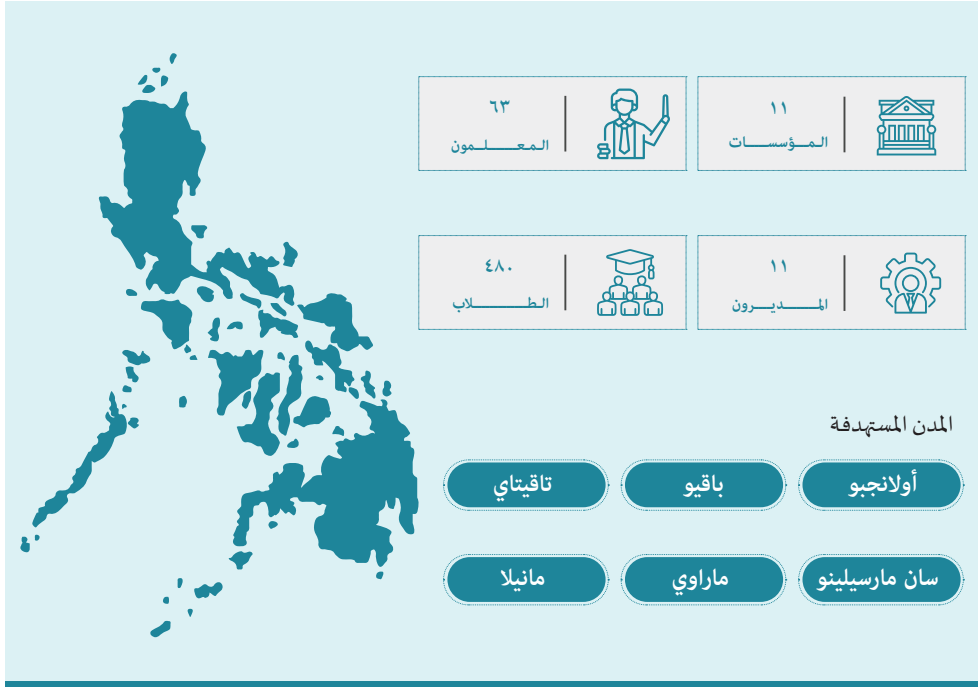 ١١
المؤسسات
٦٣
المعلمون
١١
المديرون
٤٨٠
الطلاب
المدن المستهدفة
أولانجبو
باقيو
تاقيتاي
سان مارسيلينو
ماراوي
مانيلا